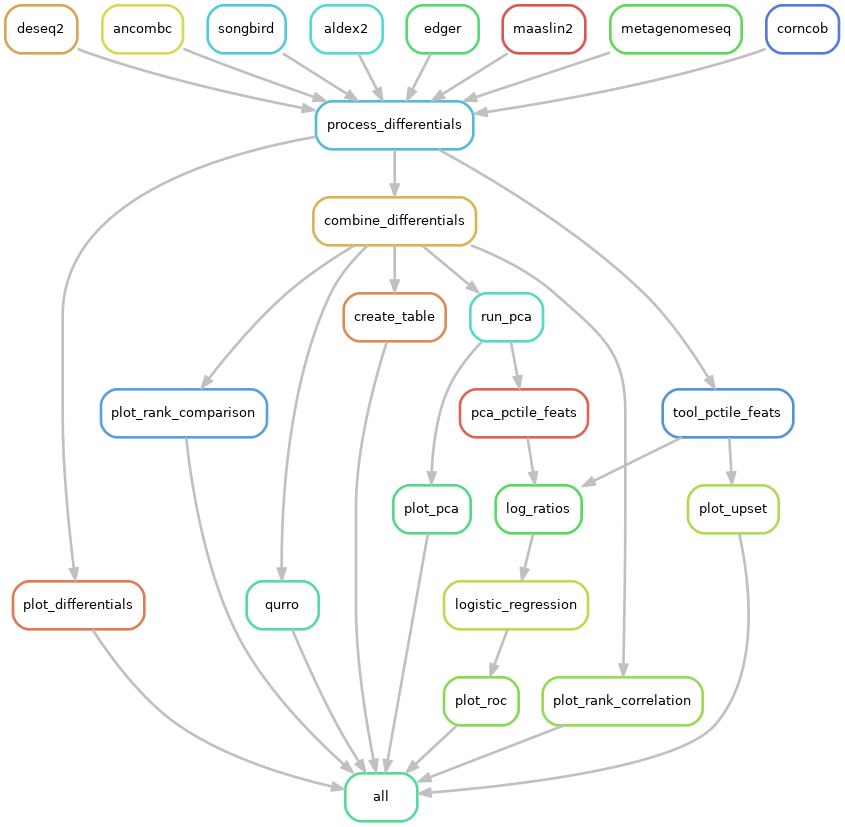 deseq2
ancombc
songbird
aldex2
edger
maaslin2
metagenomeseq
corncob
process_differentials
combine_differentials
create_table
run_pca
plot_rank_comparison
pca_pctile_feats
tool_pctile_feats
plot_pca
log_ratios
plot_upset
plot_differentials
qurro
logistic_regression
plot_roc
plot_rank_correlation
all